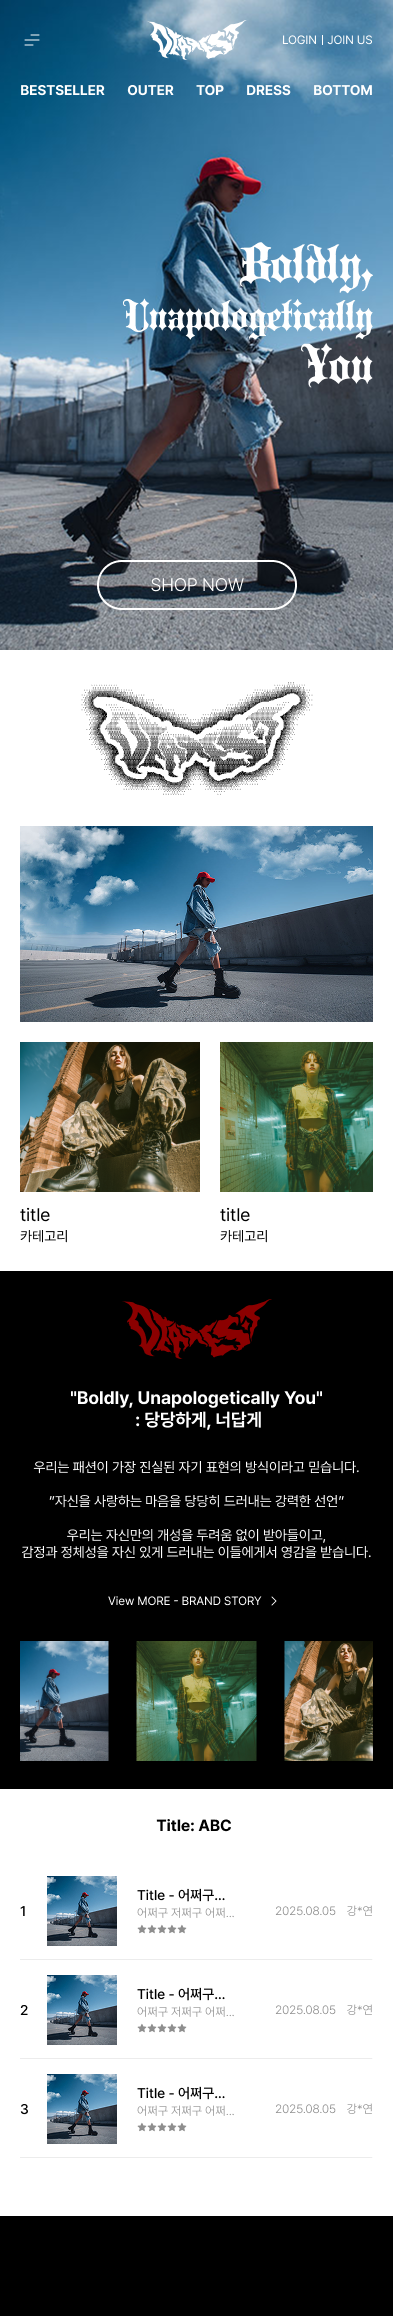 LOGIN | JOIN US
BESTSELLER OUTER TOP DRESS BOTTOM
Boldly,
Unapologetically
You
SHOP NOW
title
카테고리
title
카테고리
"Boldly, Unapologetically You"
: 당당하게, 너답게
우리는 패션이 가장 진실된 자기 표현의 방식이라고 믿습니다.
"자신을 사랑하는 마음을 당당히 드러내는 강력한 선언"
우리는 자신만의 개성을 두려움 없이 받아들이고,
감정과 정체성을 자신 있게 드러내는 이들에게서 영감을 받습니다.
View MORE - BRAND STORY >
Title: ABC
1
Title - 어쩌구...
어쩌구 저쩌구 어쩌...
★★★★★
2025.08.05 강*연
2
Title - 어쩌구...
어쩌구 저쩌구 어쩌...
★★★★★
2025.08.05 강*연
3
Title - 어쩌구...
어쩌구 저쩌구 어쩌...
★★★★★
2025.08.05 강*연